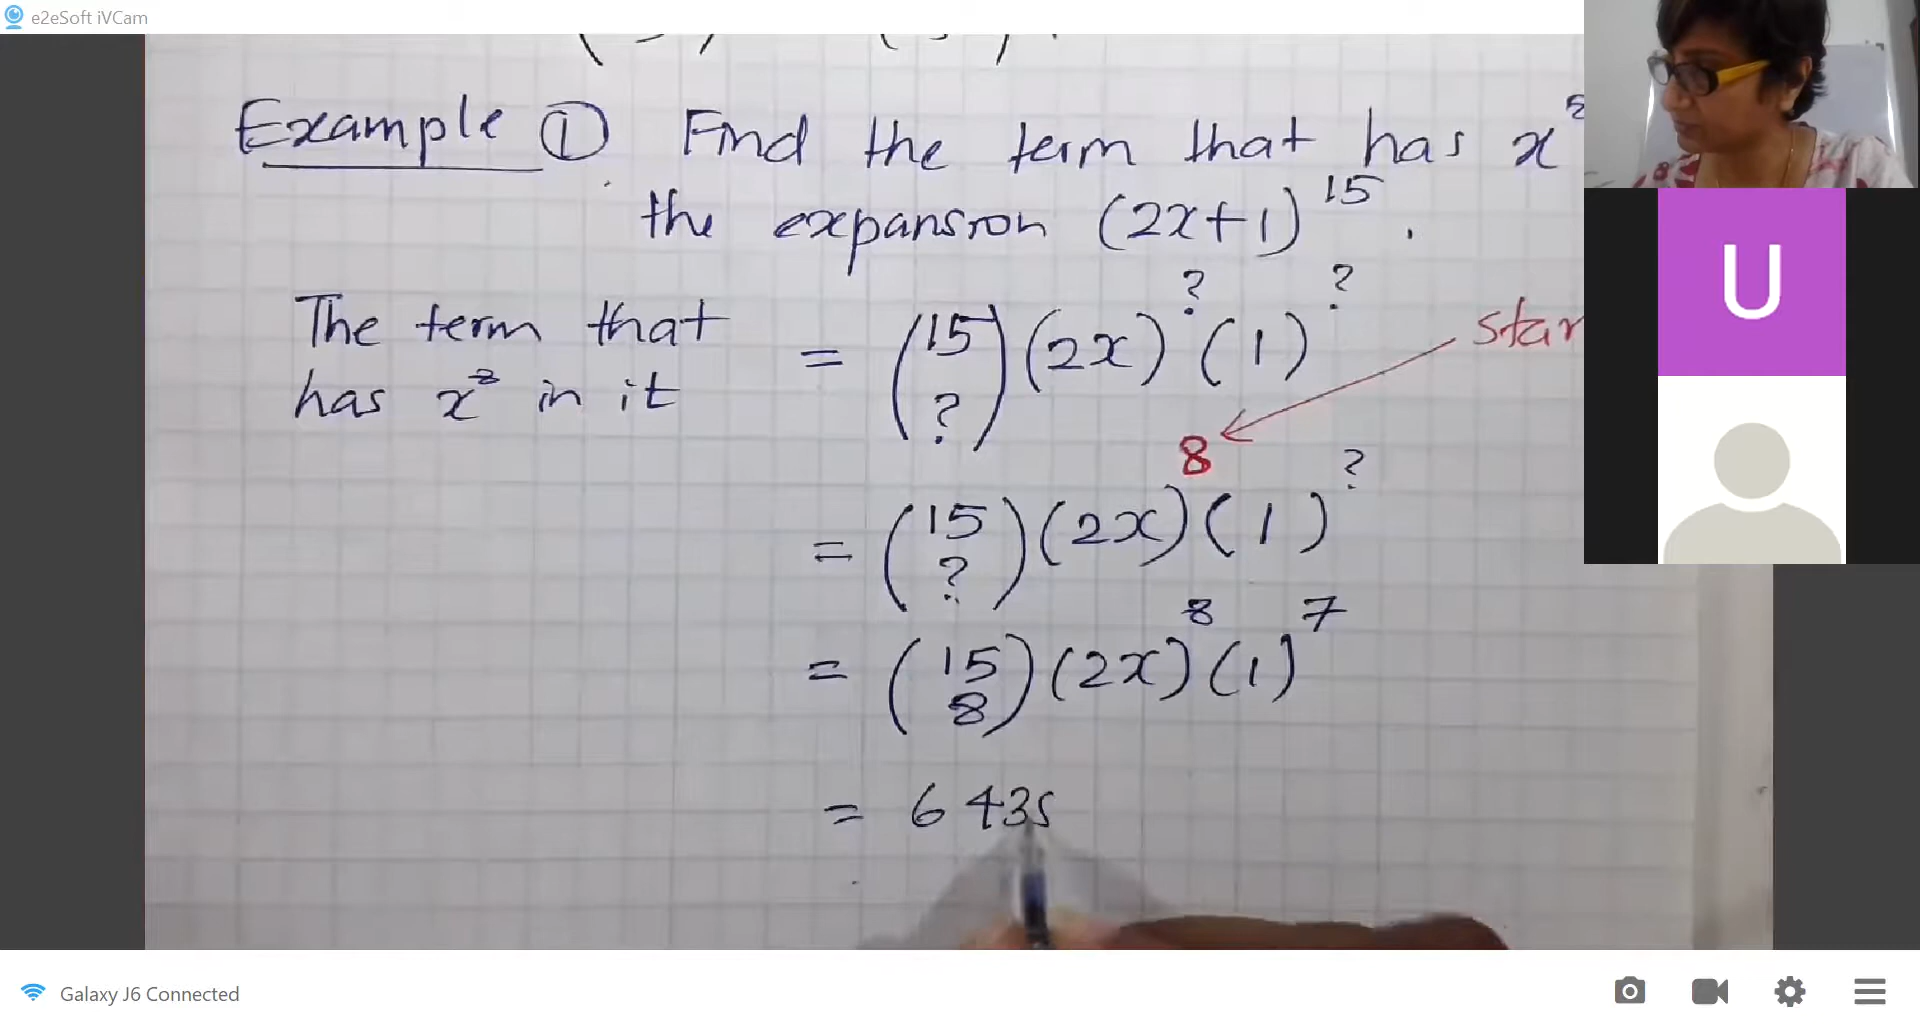 e2eSoft iVCam
Example ① Find the term that has x⁸
the expansion (2x+1)¹⁵.
The term that
has x⁸ in it
= (15 ?) (2x)^? (1)^?
star
= (15 ?) (2x)⁸ (1)^?
= (15 8) (2x)⁸ (1)⁷
= 6435
U
Galaxy J6 Connected